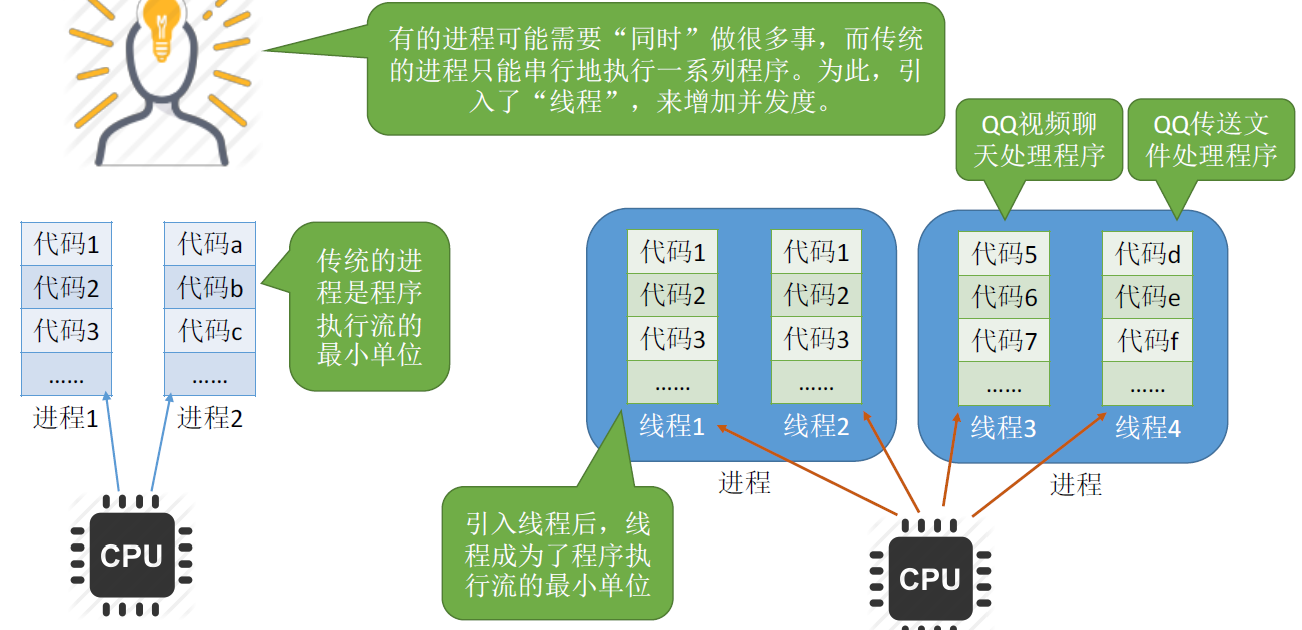 有的进程可能需要“同时”做很多事，而传统
的进程只能串行地执行一系列程序。为此，引
入了“线程”，来增加并发度。
QQ视频聊
天处理程序
QQ传送文
件处理程序
代码1
代码2
代码3
……
进程1
代码a
代码b
代码c
……
进程2
传统的进
程是程序
执行流的
最小单位
CPU
代码1
代码2
代码3
……
线程1
代码1
代码2
代码3
……
线程2
进程
代码5
代码6
代码7
……
线程3
代码d
代码e
代码f
……
线程4
进程
引入线程后，线
程成为了程序执
行流的最小单位
CPU